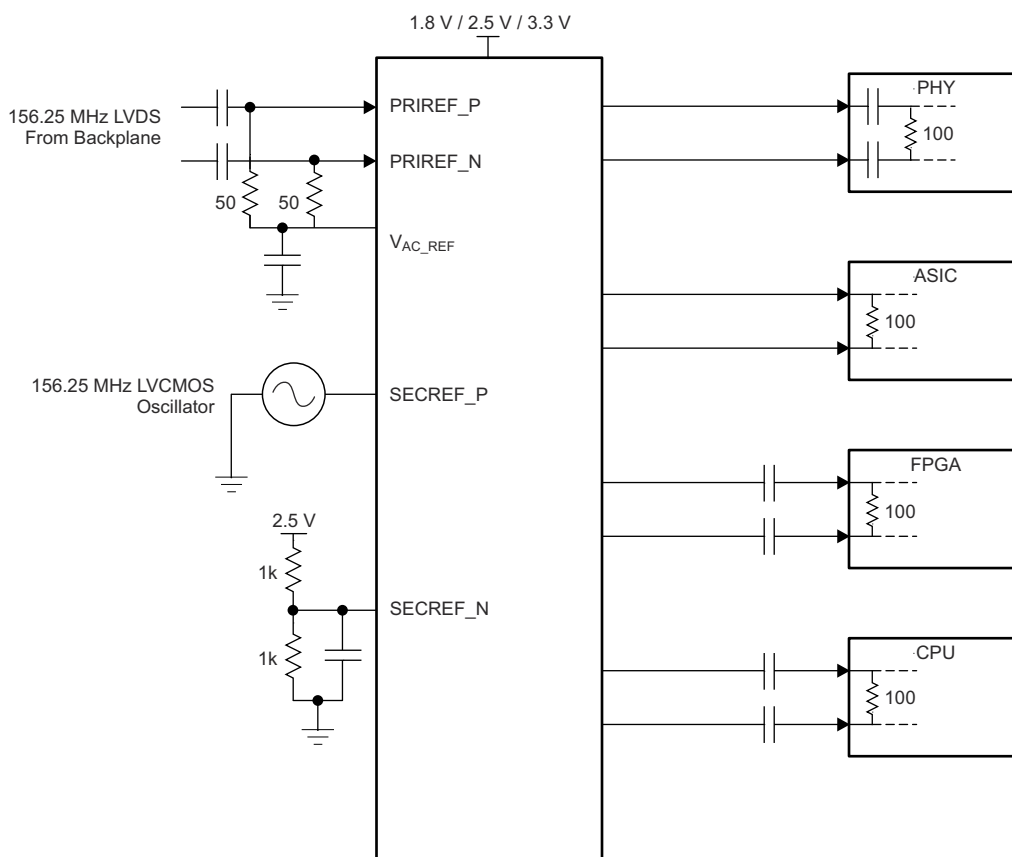 1.8 V / 2.5 V / 3.3 V
156.25 MHz LVDS
From Backplane
PRIREF_P
PRIREF_N
50
50
VAC_REF
156.25 MHz LVCMOS
Oscillator
SECREF_P
2.5 V
1k
SECREF_N
1k
PHY
100
ASIC
100
FPGA
100
CPU
100